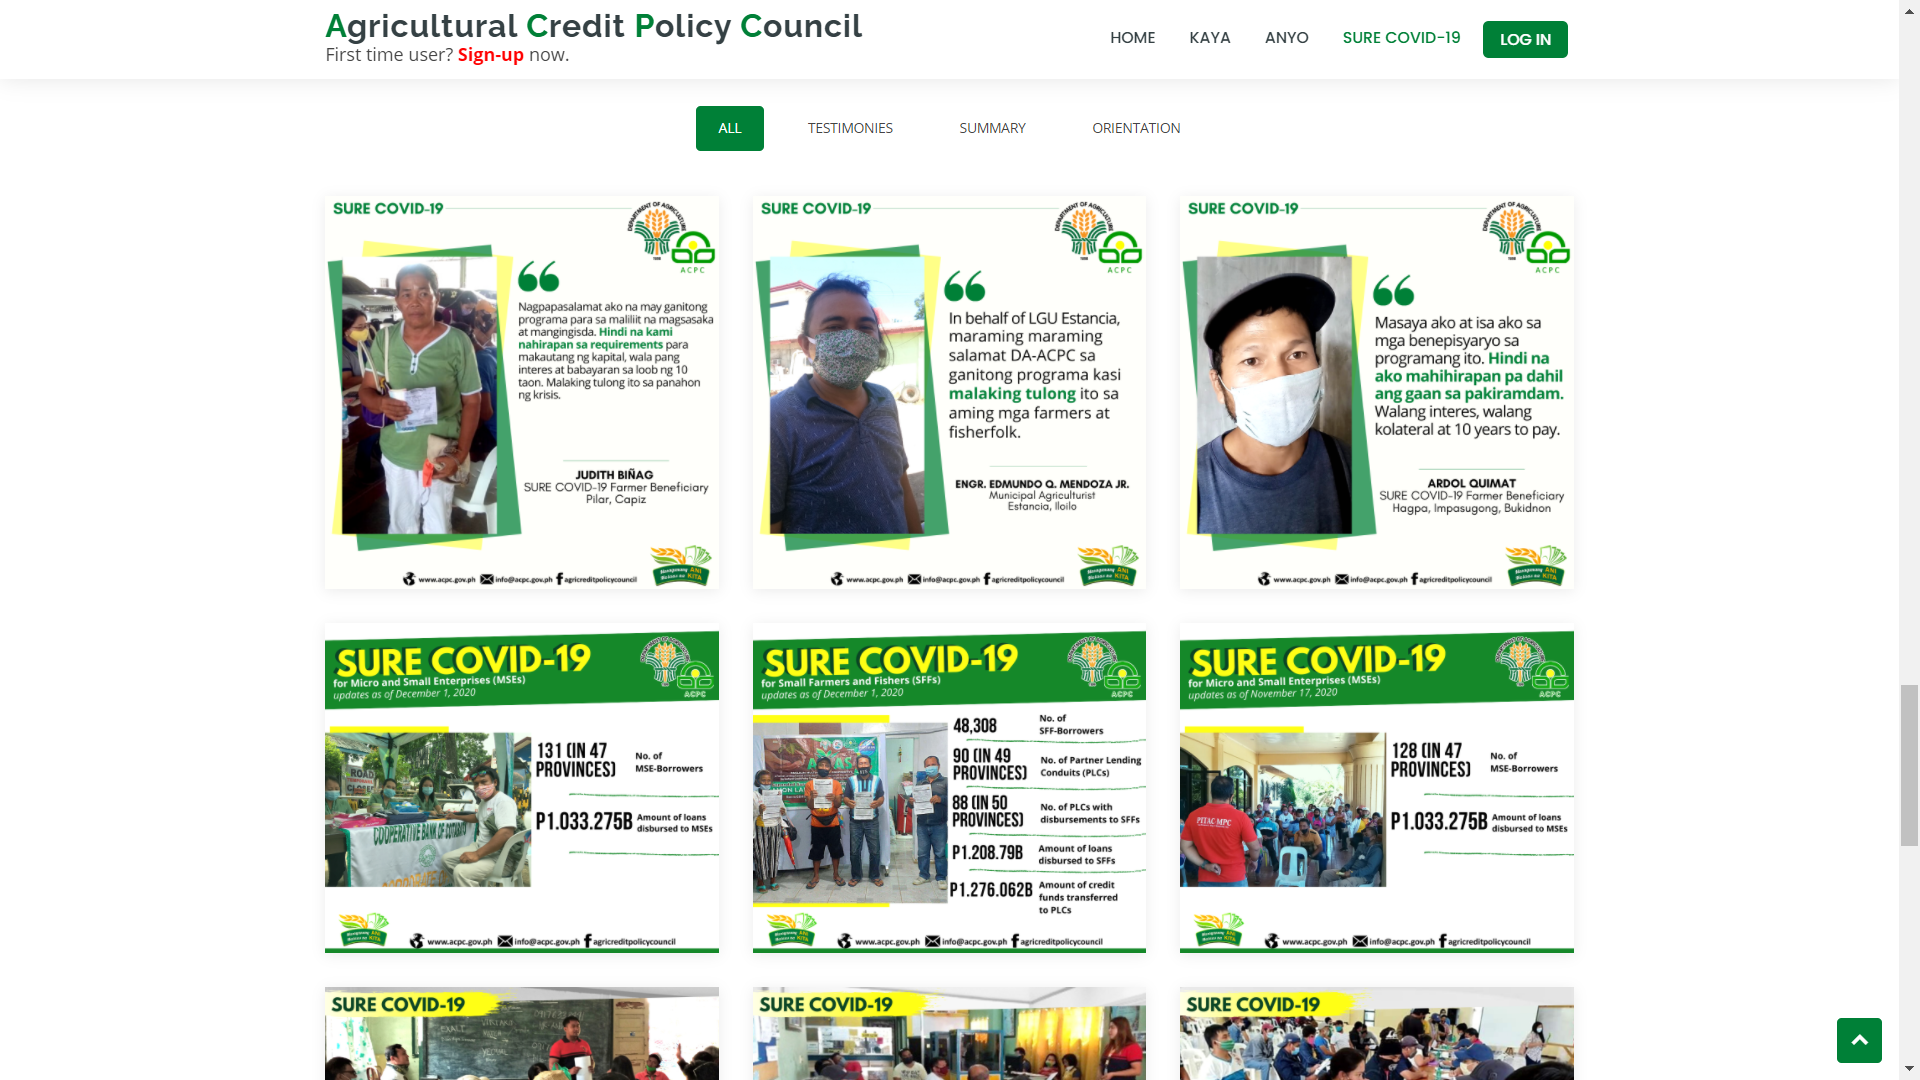 Agricultural Credit Policy Council
First time user? Sign-up now.
HOME
KAYA
ANYO
SURE COVID-19
LOG IN
ALL
TESTIMONIES
SUMMARY
ORIENTATION
SURE COVID-19
DEPARTMENT OF AGRICULTURE
ACPC
Nagpapasalamat ako na may ganitong
programa para sa maliliit na magsasaka
at mangingisda. Hindi na kami
nahirapan sa requirements para
makautang ng kapital, wala pang
interes at babayaran sa loob ng 10
taon. Malaking tulong ito sa panahon
ng krisis.
JUDITH BIÑAG
SURE COVID-19 Farmer Beneficiary
Pilar, Capiz
www.acpc.gov.ph info@acpc.gov.ph agricreditpolicycouncil
SURE COVID-19
DEPARTMENT OF AGRICULTURE
ACPC
In behalf of LGU Estancia,
maraming maraming
salamat DA-ACPC sa
ganitong programa kasi
malaking tulong ito sa
aming mga farmers at
fisherfolk.
ENGR. EDMUNDO Q. MENDOZA JR.
Municipal Agriculturist
Estancia, Iloilo
www.acpc.gov.ph info@acpc.gov.ph agricreditpolicycouncil
SURE COVID-19
DEPARTMENT OF AGRICULTURE
ACPC
Masaya ako at isa ako sa
mga benepisyaryo sa
programang ito. Hindi na
ako mahihirapan pa dahil
ang gaan sa pakiramdam.
Walang interes, walang
kolateral at 10 years to pay.
ARDOL QUIMAT
SURE COVID-19 Farmer Beneficiary
Hagpa, Impasugong, Bukidnon
www.acpc.gov.ph info@acpc.gov.ph agricreditpolicycouncil
SURE COVID-19
for Micro and Small Enterprises (MSEs)
updates as of December 1, 2020
ACPC
131 (IN 47
PROVINCES)
No. of
MSE-Borrowers
P1.033.275B
Amount of loans
disbursed to MSEs
ROAD
CLOSED
COOPERATIVE BANK OF COTABATO
www.acpc.gov.ph info@acpc.gov.ph agricreditpolicycouncil
SURE COVID-19
for Small Farmers and Fishers (SFFs)
updates as of December 1, 2020
ACPC
48,308
No. of
SFF-Borrowers
90 (IN 49
PROVINCES)
No. of Partner Lending
Conduits (PLCs)
88 (IN 50
PROVINCES)
No. of PLCs with
disbursements to SFFs
P1.208.79B
Amount of loans
disbursed to SFFs
P1.276.062B
Amount of credit
funds transferred
to PLCs
www.acpc.gov.ph info@acpc.gov.ph agricreditpolicycouncil
SURE COVID-19
for Micro and Small Enterprises (MSEs)
updates as of November 17, 2020
ACPC
128 (IN 47
PROVINCES)
No. of
MSE-Borrowers
P1.033.275B
Amount of loans
disbursed to MSEs
PITAC-MPC
www.acpc.gov.ph info@acpc.gov.ph agricreditpolicycouncil
SURE COVID-19
SURE COVID-19
SURE COVID-19